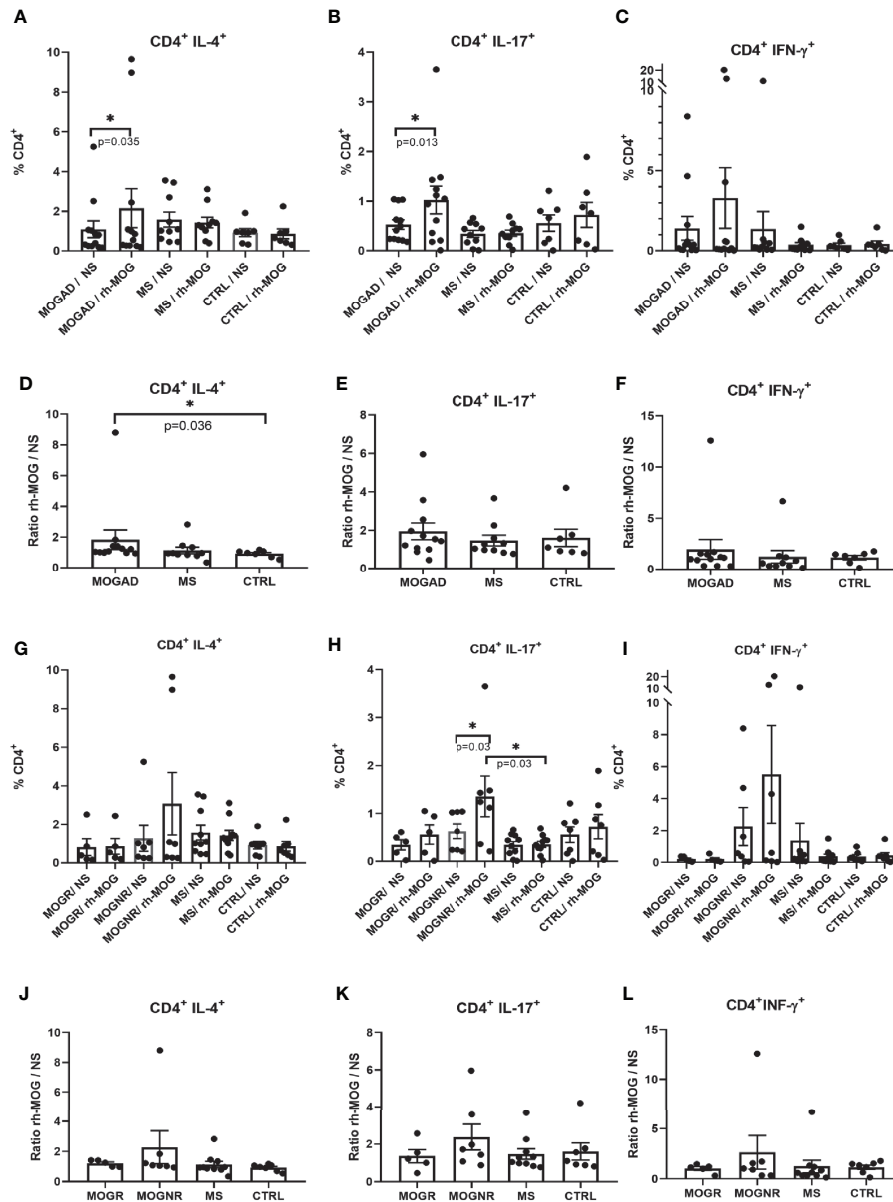 A
CD4⁺ IL-4⁺
% CD4⁺
10
8
6
4
2
0
*
p=0.035
MOGAD / NS
MOGAD / rh-MOG
MS / NS
MS / rh-MOG
CTRL / NS
CTRL / rh-MOG
B
CD4⁺ IL-17⁺
% CD4⁺
4
3
2
1
0
*
p=0.013
MOGAD / NS
MOGAD / rh-MOG
MS / NS
MS / rh-MOG
CTRL / NS
CTRL / rh-MOG
C
CD4⁺ IFN-γ⁺
% CD4⁺
20
10
5
0
MOGAD / NS
MOGAD / rh-MOG
MS / NS
MS / rh-MOG
CTRL / NS
CTRL / rh-MOG
D
CD4⁺ IL-4⁺
Ratio rh-MOG / NS
10
8
6
4
2
0
*
p=0.036
MOGAD
MS
CTRL
E
CD4⁺ IL-17⁺
Ratio rh-MOG / NS
8
6
4
2
0
MOGAD
MS
CTRL
F
CD4⁺ IFN-γ⁺
Ratio rh-MOG / NS
15
10
5
0
MOGAD
MS
CTRL
G
CD4⁺ IL-4⁺
% CD4⁺
10
8
6
4
2
0
MOGR/ NS
MOGR/ rh-MOG
MOGNR/ NS
MOGNR/ rh-MOG
MS/ NS
MS/ rh-MOG
CTRL/ NS
CTRL/ rh-MOG
H
CD4⁺ IL-17⁺
% CD4⁺
4
3
2
1
0
*
p=0.03
*
p=0.03
MOGR/ NS
MOGR/ rh-MOG
MOGNR/ NS
MOGNR/ rh-MOG
MS/ NS
MS/ rh-MOG
CTRL/ NS
CTRL/ rh-MOG
I
CD4⁺ IFN-γ⁺
% CD4⁺
20
10
10
8
6
4
2
0
MOGR/ NS
MOGR/ rh-MOG
MOGNR/ NS
MOGNR/ rh-MOG
MS/ NS
MS/ rh-MOG
CTRL/ NS
CTRL/ rh-MOG
J
CD4⁺ IL-4⁺
Ratio rh-MOG / NS
10
8
6
4
2
0
MOGR
MOGNR
MS
CTRL
K
CD4⁺ IL-17⁺
Ratio rh-MOG / NS
8
6
4
2
0
MOGR
MOGNR
MS
CTRL
L
CD4⁺INF-γ⁺
Ratio rh-MOG / NS
15
10
5
0
MOGR
MOGNR
MS
CTRL